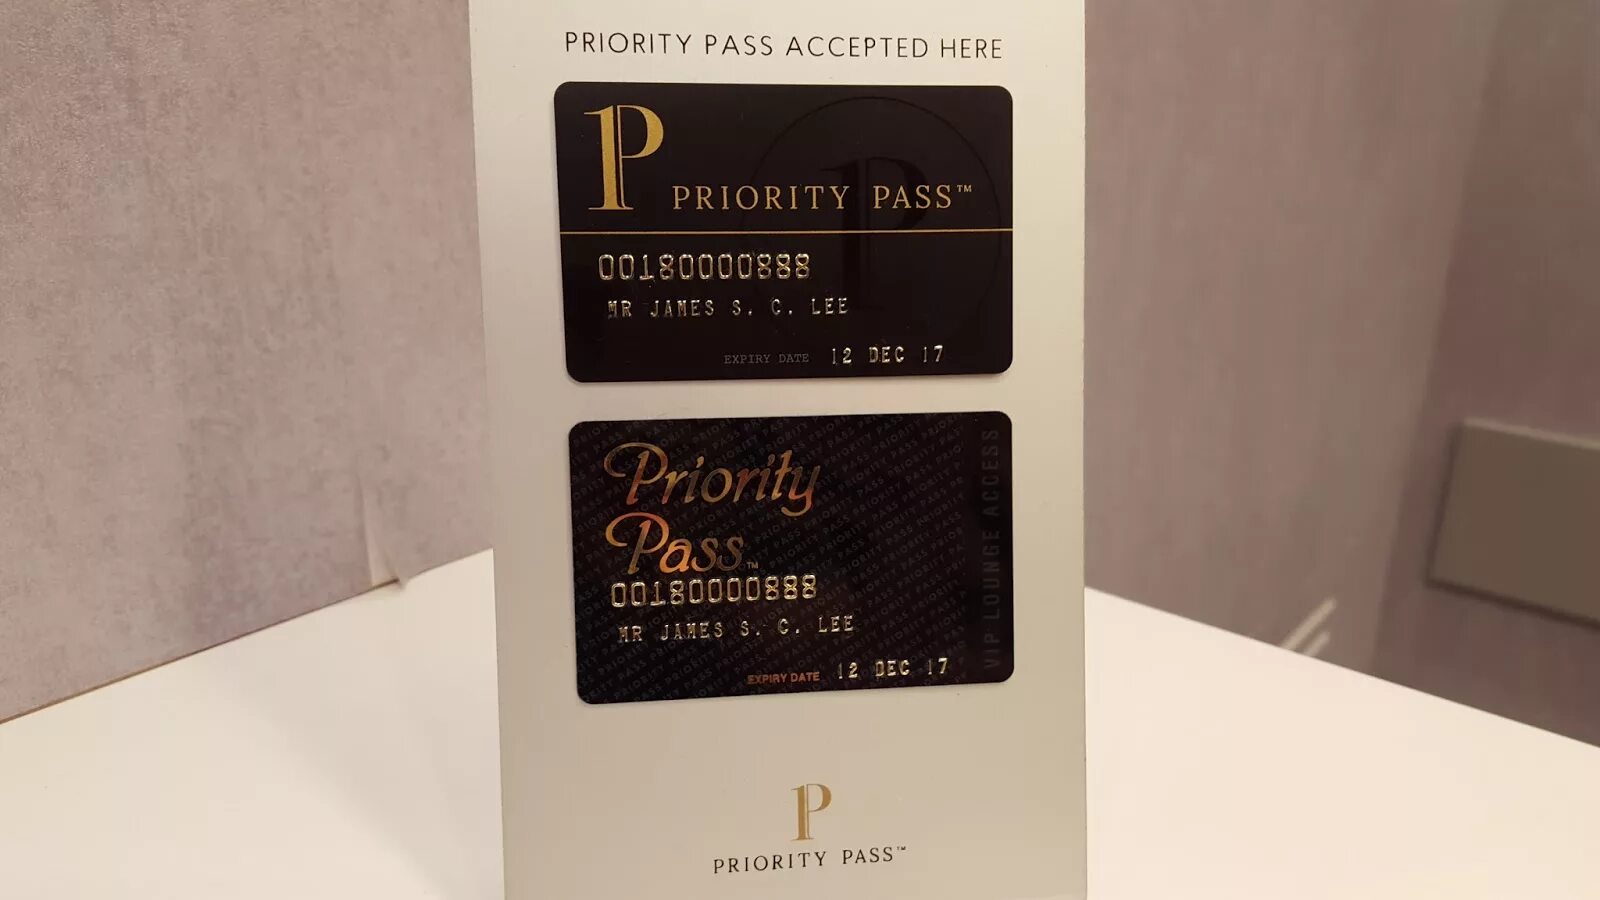 PRIORITY PASS ACCEPTED HERE
P
PRIORITY PASS™
00180000888
MR JAMES S. C. LEE
EXPIRY DATE 12 DEC 17
Priority
Pass™
00180000888
MR JAMES S. C. LEE
EXPIRY DATE 12 DEC 17
VIP LOUNGE ACCESS
P
PRIORITY PASS™